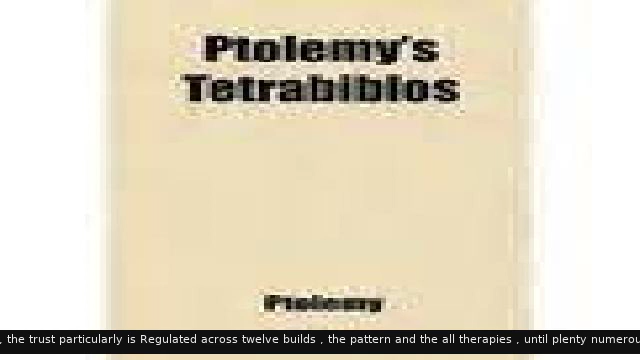 Ptolemy's
Tetrabiblos
Ptolemy
, the trust particularly is Regulated across twelve builds , the pattern and the all therapies , until plenty